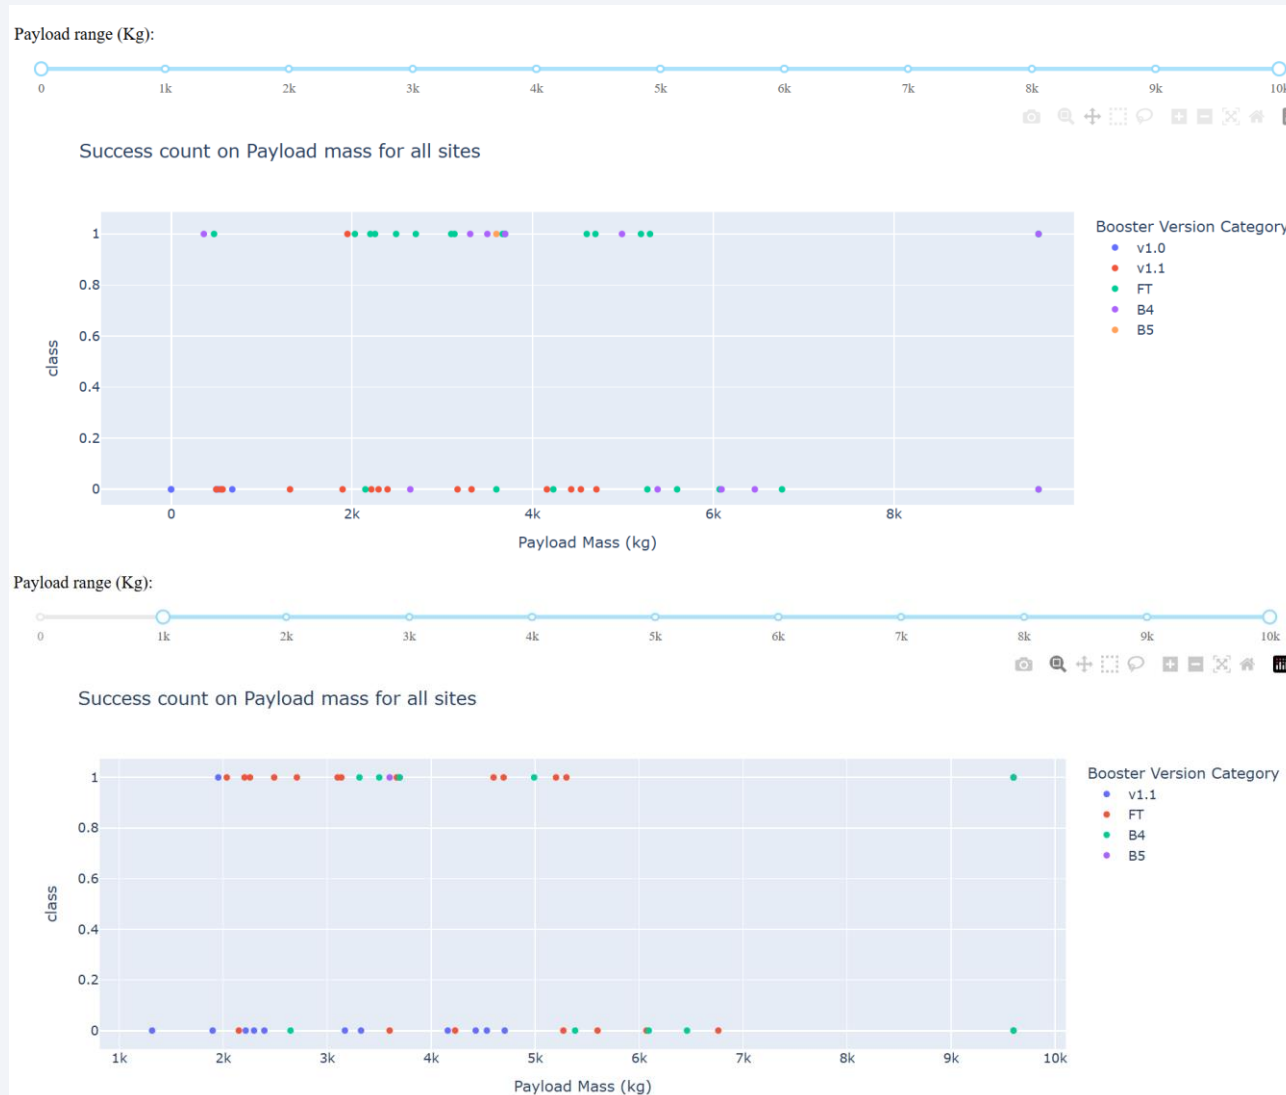 Payload range (Kg):
0 1k 2k 3k 4k 5k 6k 7k 8k 9k 10k
Success count on Payload mass for all sites
Booster Version Category
v1.0
v1.1
FT
B4
B5
class
1
0.8
0.6
0.4
0.2
0
0 2k 4k 6k 8k
Payload Mass (kg)
Payload range (Kg):
0 1k 2k 3k 4k 5k 6k 7k 8k 9k 10k
Success count on Payload mass for all sites
Booster Version Category
v1.1
FT
B4
B5
class
1
0.8
0.6
0.4
0.2
0
1k 2k 3k 4k 5k 6k 7k 8k 9k 10k
Payload Mass (kg)